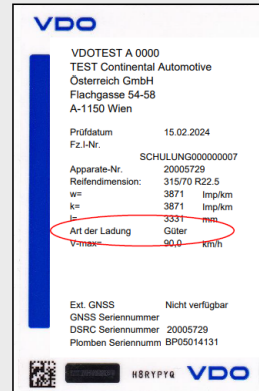 VDO
VDOTEST A 0000
TEST Continental Automotive
Österreich GmbH
Flachgasse 54-58
A-1150 Wien
Prüfdatum 15.02.2024
Fz.I-Nr.
SCHULUNG000000007
Apparate-Nr. 20005729
Reifendimension: 315/70 R22.5
w= 3871 Imp/km
k= 3871 Imp/km
l= 3331 mm
Art der Ladung Güter
V-max= 90,0 km/h
Ext. GNSS Nicht verfügbar
GNSS Seriennummer
DSRC Seriennummer 20005729
Plomben Seriennumm BP05014131
H8RYPYQ VDO